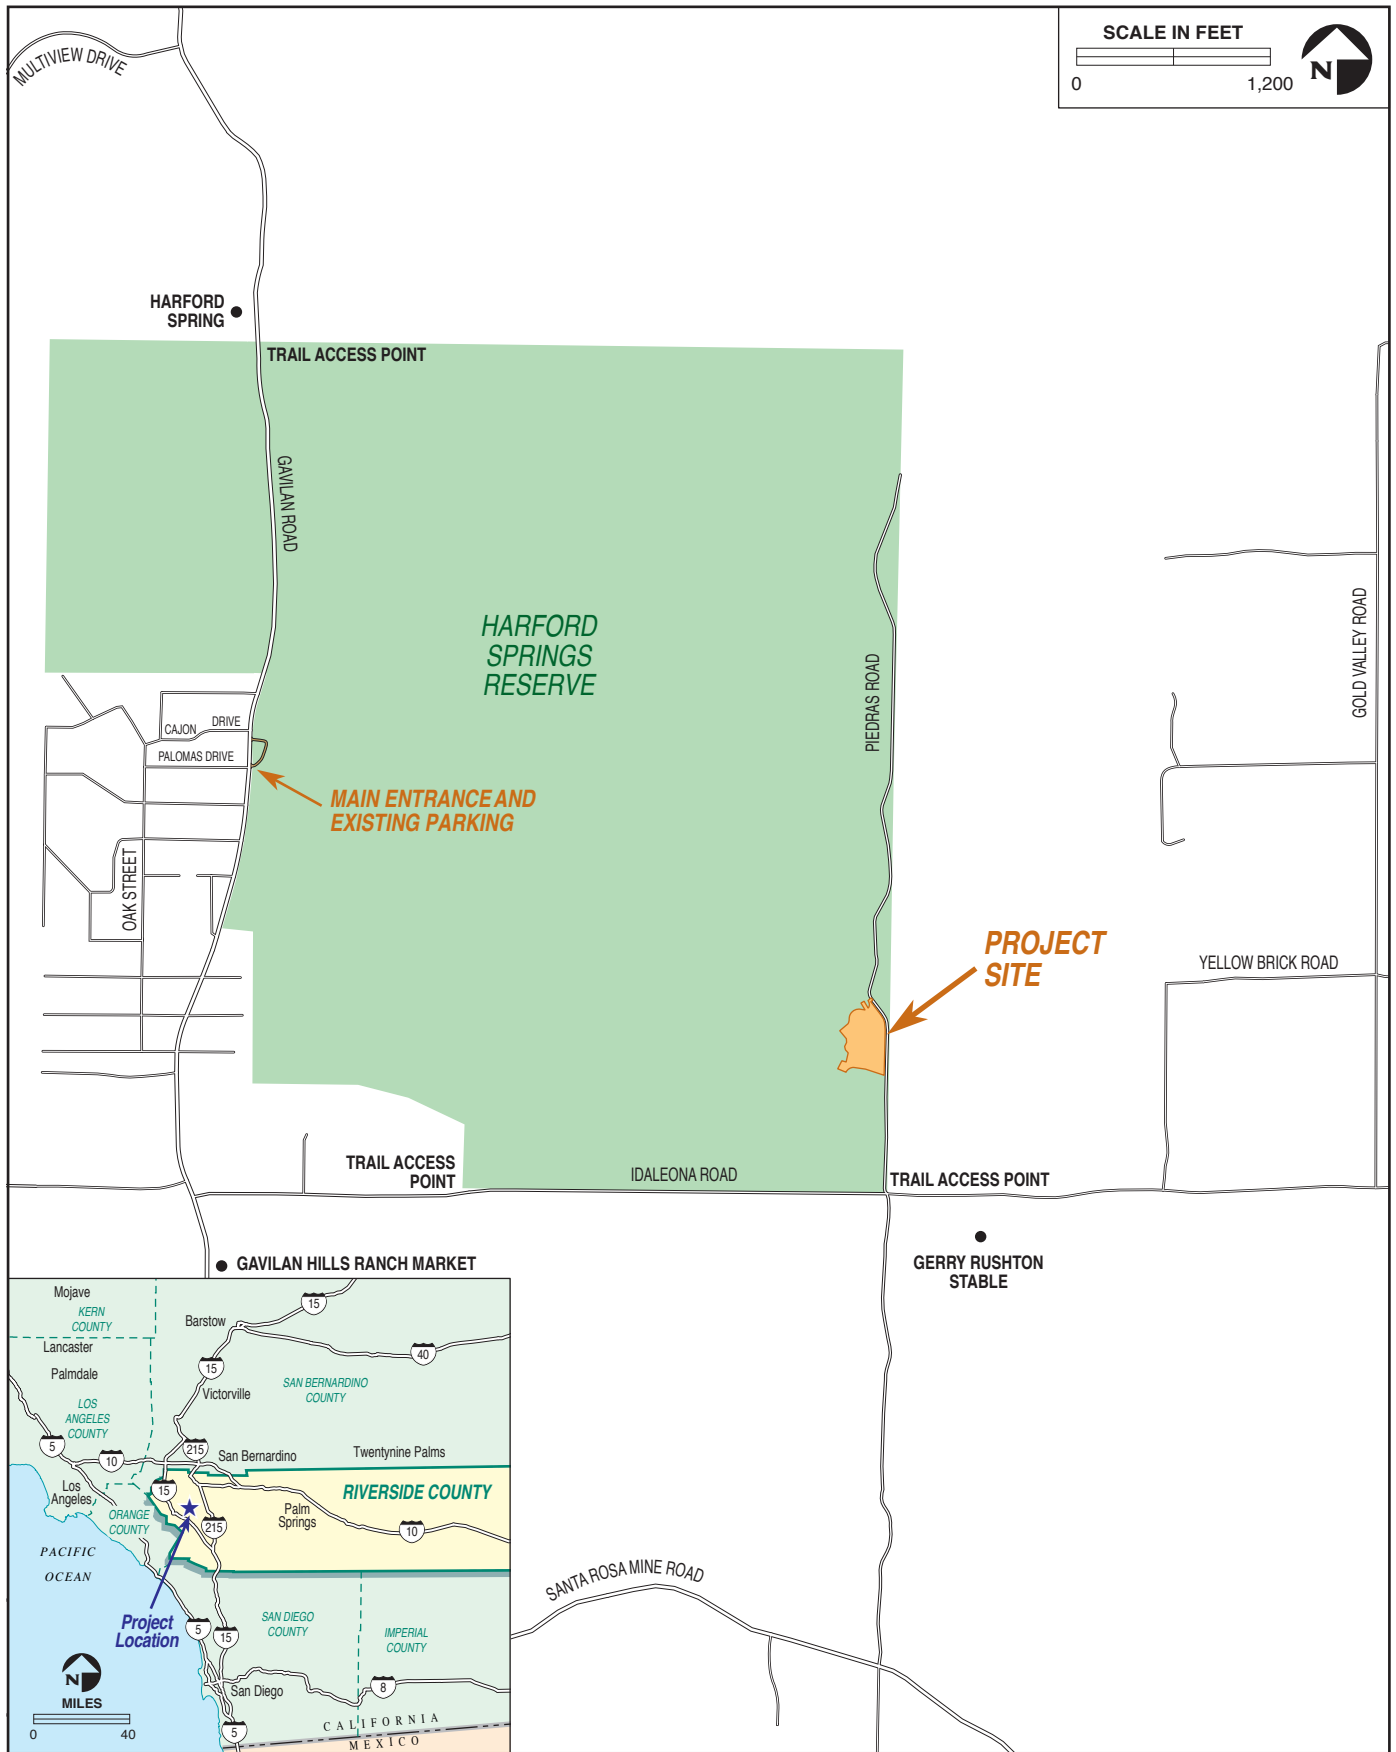 MULTIVIEW DRIVE
SCALE IN FEET
0
1,200
N
HARFORD
SPRING
TRAIL ACCESS POINT
GAVILAN ROAD
HARFORD
SPRINGS
RESERVE
PIEDRAS ROAD
GOLD VALLEY ROAD
CAJON
DRIVE
PALOMAS DRIVE
MAIN ENTRANCE AND
EXISTING PARKING
OAK STREET
PROJECT
SITE
YELLOW BRICK ROAD
TRAIL ACCESS
POINT
IDALEONA ROAD
TRAIL ACCESS POINT
GAVILAN HILLS RANCH MARKET
GERRY RUSHTON
STABLE
SANTA ROSA MINE ROAD
Mojave
KERN
COUNTY
Lancaster
Palmdale
LOS
ANGELES
COUNTY
Barstow
15
40
15
Victorville
SAN BERNARDINO
COUNTY
5
10
215
San Bernardino
Twentynine Palms
Los
Angeles
15
RIVERSIDE COUNTY
ORANGE
COUNTY
215
Palm
Springs
10
PACIFIC
OCEAN
Project
Location
5
15
SAN DIEGO
COUNTY
IMPERIAL
COUNTY
San Diego
8
5
N
MILES
0
40
CALIFORNIA
MEXICO